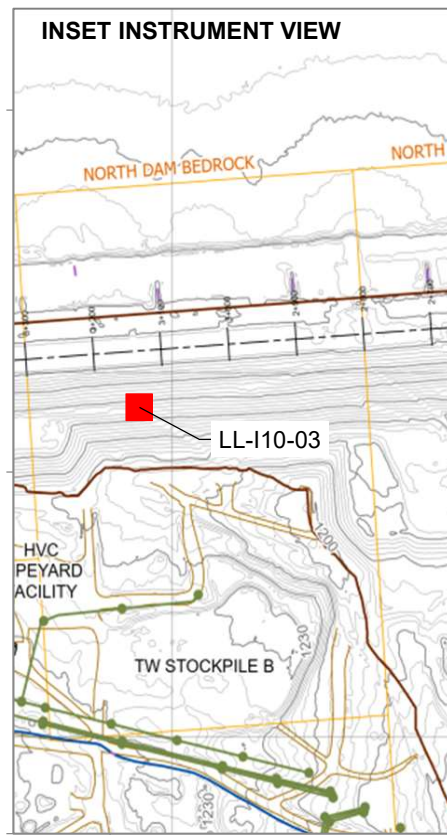 INSET INSTRUMENT VIEW
NORTH DAM BEDROCK
NORTH
LL-I10-03
1200
HVC
PEYARD
ACILITY
TW STOCKPILE B
1230
1230